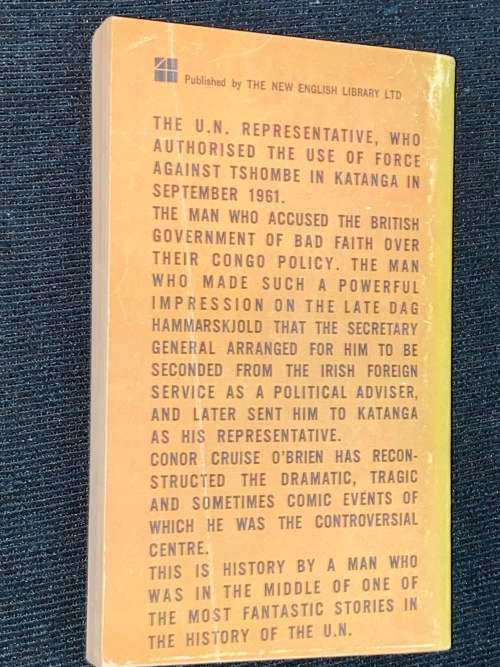 Published by THE NEW ENGLISH LIBRARY LTD
THE U.N. REPRESENTATIVE, WHO
AUTHORISED THE USE OF FORCE
AGAINST TSHOMBE IN KATANGA IN
SEPTEMBER 1961.
THE MAN WHO ACCUSED THE BRITISH
GOVERNMENT OF BAD FAITH OVER
THEIR CONGO POLICY. THE MAN
WHO MADE SUCH A POWERFUL
IMPRESSION ON THE LATE DAG
HAMMARSKJOLD THAT THE SECRETARY
GENERAL ARRANGED FOR HIM TO BE
SECONDED FROM THE IRISH FOREIGN
SERVICE AS A POLITICAL ADVISER,
AND LATER SENT HIM TO KATANGA
AS HIS REPRESENTATIVE.
CONOR CRUISE O'BRIEN HAS RECON-
STRUCTED THE DRAMATIC, TRAGIC
AND SOMETIMES COMIC EVENTS OF
WHICH HE WAS THE CONTROVERSIAL
CENTRE.
THIS IS HISTORY BY A MAN WHO
WAS IN THE MIDDLE OF ONE OF
THE MOST FANTASTIC STORIES IN
THE HISTORY OF THE U.N.